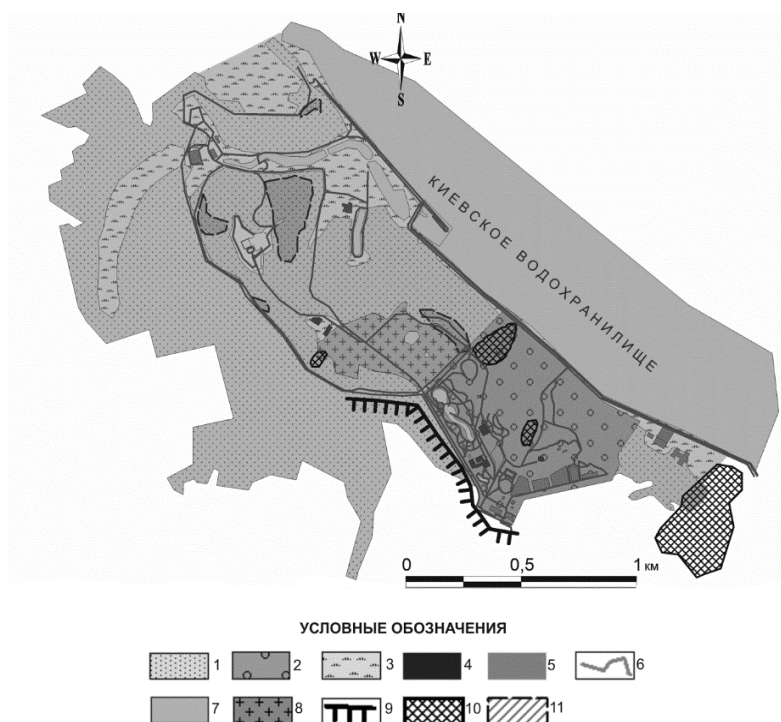 N
W E
S
КИЕВСКОЕ ВОДОХРАНИЛИЩЕ
0 0,5 1 км
УСЛОВНЫЕ ОБОЗНАЧЕНИЯ
1 2 3 4 5 6
7 8 9 10 11